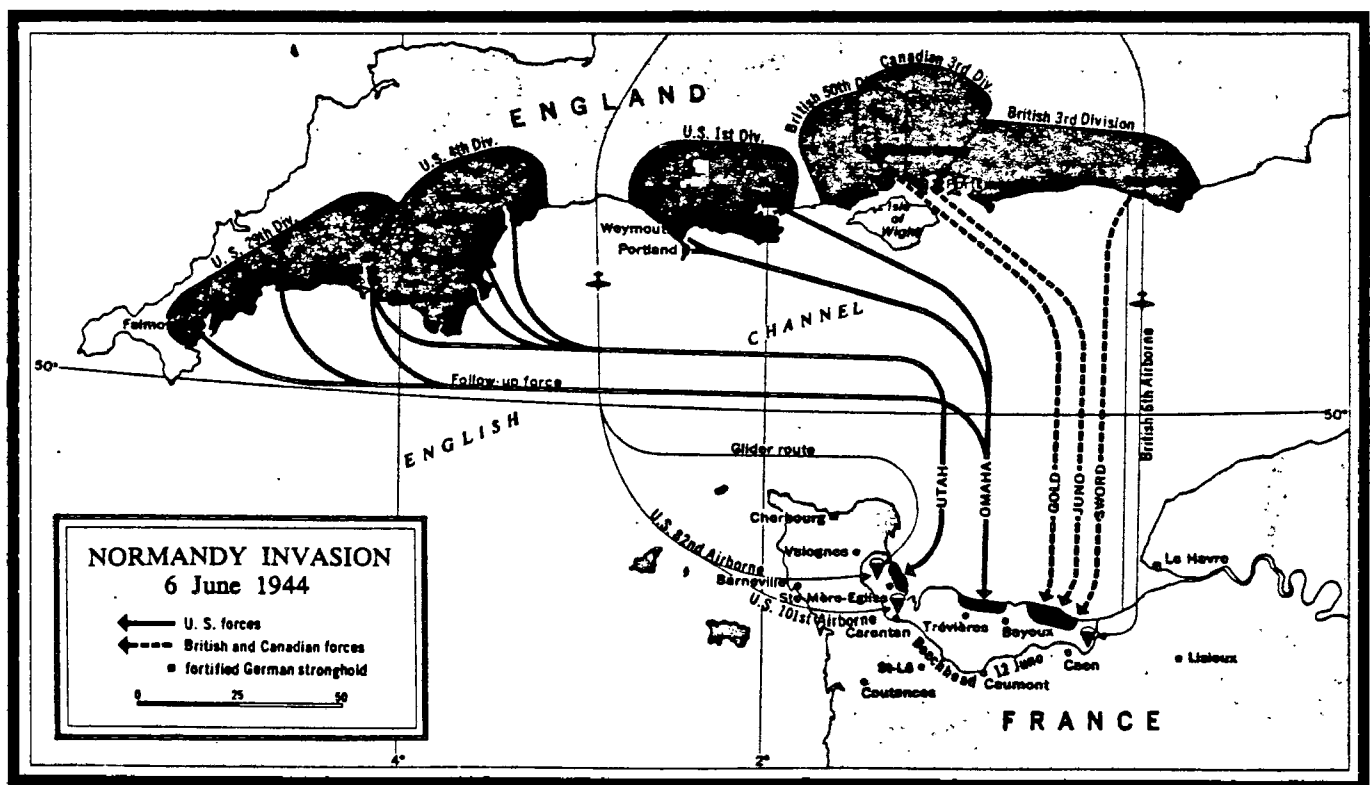 Canadian 3rd Div.
British 50th
British 3rd Division
ENGLAND
U.S. 1st Div.
U.S. 4th Div.
U.S. 29th Div.
Isle
of
Wight
Weymout
Portland
Falmo
CHANNEL
ENGLISH
50°
50°
Follow-up force
Glider route
British 6th Airborne
UTAH
OMAHA
GOLD
JUNO
SWORD
Cherbourg
Valognes
U.S. 82nd Airborne
Barneville
Ste-Mère-Eglise
U.S. 101st Airborne
Carentan
Trévières
Bayoux
Le Havre
Caen
Lisieux
Beachhead 12 June
St-Lô
Caumont
Coutances
FRANCE
NORMANDY INVASION
6 June 1944
U. S. forces
British and Canadian forces
fortified German stronghold
0 25 50
4°
2°